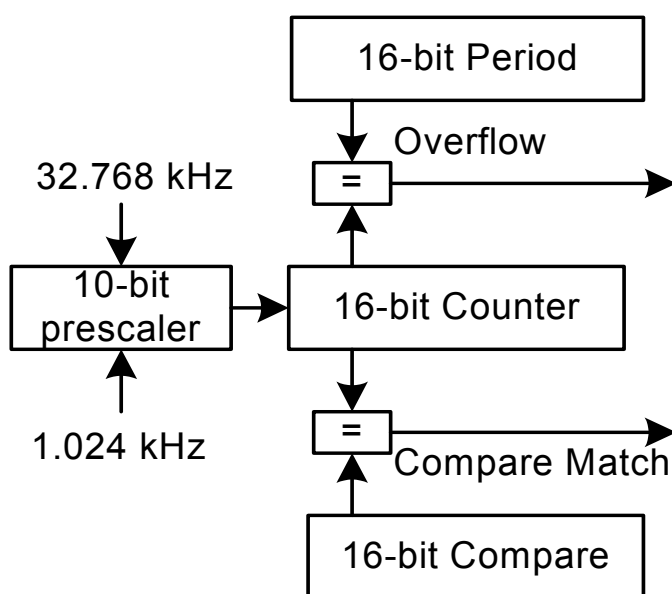 16-bit Period
Overflow
32.768 kHz
=
10-bit
prescaler
16-bit Counter
=
1.024 kHz
Compare Match
16-bit Compare